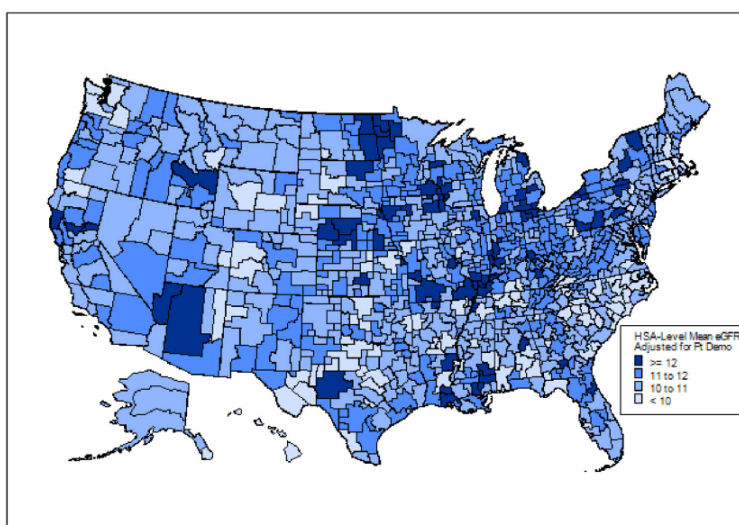 HSA-Level Mean eGFR
Adjusted for Pt Demo
>= 12
11 to 12
10 to 11
< 10